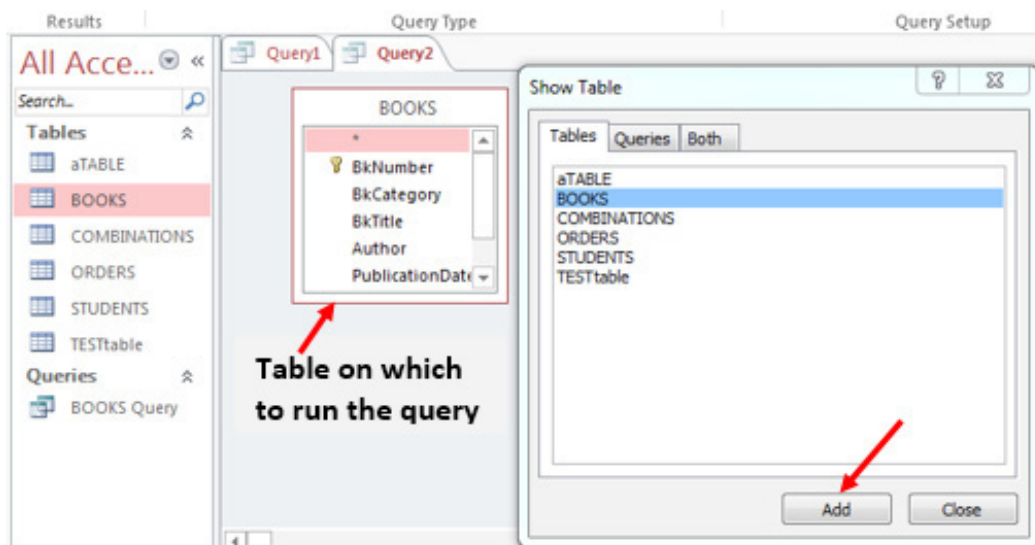 Results Query Type Query Setup
All Acce... «
Search...
Tables
aTABLE
BOOKS
COMBINATIONS
ORDERS
STUDENTS
TESTtable
Queries
BOOKS Query
Query1 Query2
BOOKS
*
BkNumber
BkCategory
BkTitle
Author
PublicationDate
Table on which
to run the query
Show Table ?
Tables Queries Both
aTABLE
BOOKS
COMBINATIONS
ORDERS
STUDENTS
TESTtable
Add Close